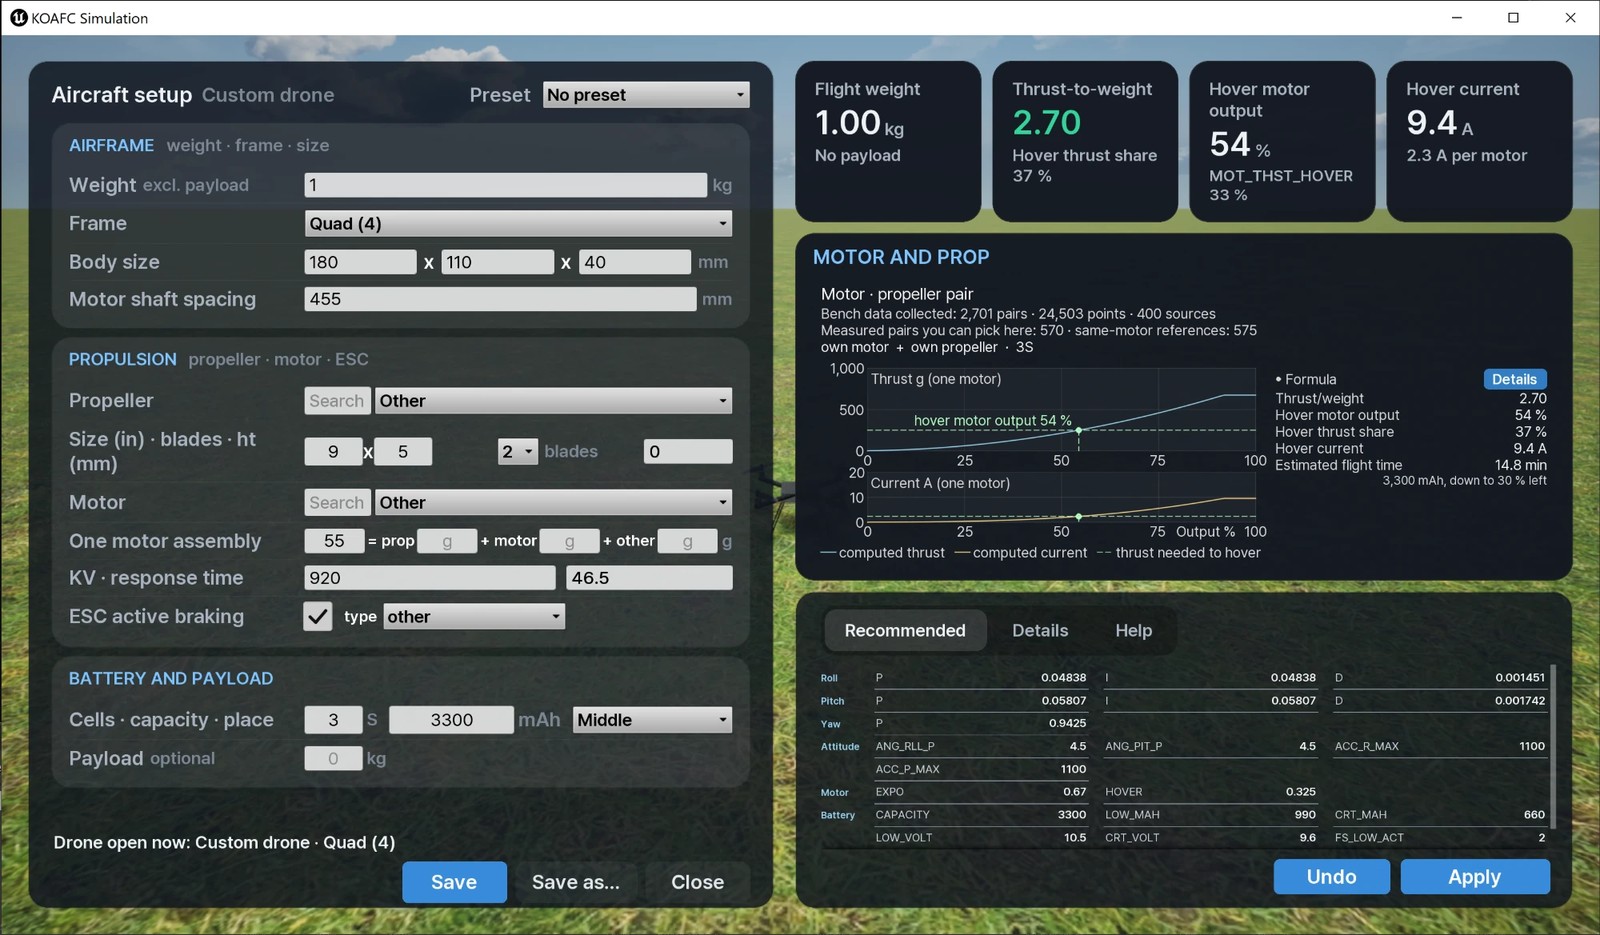 KOAFC Simulation
Aircraft setup Custom drone Preset No preset
AIRFRAME weight · frame · size
Weight excl. payload 1 kg
Frame Quad (4)
Body size 180 x 110 x 40 mm
Motor shaft spacing 455 mm
PROPULSION propeller · motor · ESC
Propeller Search Other
Size (in) · blades · ht
(mm) 9 x 5 2 blades 0
Motor Search Other
One motor assembly 55 = prop g + motor g + other g g
KV · response time 920 46.5
ESC active braking type other
BATTERY AND PAYLOAD
Cells · capacity · place 3 S 3300 mAh Middle
Payload optional 0 kg
Drone open now: Custom drone · Quad (4)
Save Save as... Close
Flight weight
1.00 kg
No payload
Thrust-to-weight
2.70
Hover thrust share
37 %
Hover motor
output
54 %
MOT_THST_HOVER
33 %
Hover current
9.4 A
2.3 A per motor
MOTOR AND PROP
Motor · propeller pair
Bench data collected: 2,701 pairs · 24,503 points · 400 sources
Measured pairs you can pick here: 570 · same-motor references: 575
own motor + own propeller · 3S
1,000 Thrust g (one motor)
500 hover motor output 54 %
0
0 25 50 75 100
20 Current A (one motor)
10
0
0 25 50 75 Output % 100
computed thrust computed current thrust needed to hover
• Formula Details
Thrust/weight 2.70
Hover motor output 54 %
Hover thrust share 37 %
Hover current 9.4 A
Estimated flight time 14.8 min
3,300 mAh, down to 30 % left
Recommended Details Help
Roll P 0.04838 I 0.04838 D 0.001451
Pitch P 0.05807 I 0.05807 D 0.001742
Yaw P 0.9425
Attitude ANG_RLL_P 4.5 ANG_PIT_P 4.5 ACC_R_MAX 1100
ACC_P_MAX 1100
Motor EXPO 0.67 HOVER 0.325
Battery CAPACITY 3300 LOW_MAH 990 CRT_MAH 660
LOW_VOLT 10.5 CRT_VOLT 9.6 FS_LOW_ACT 2
Undo Apply